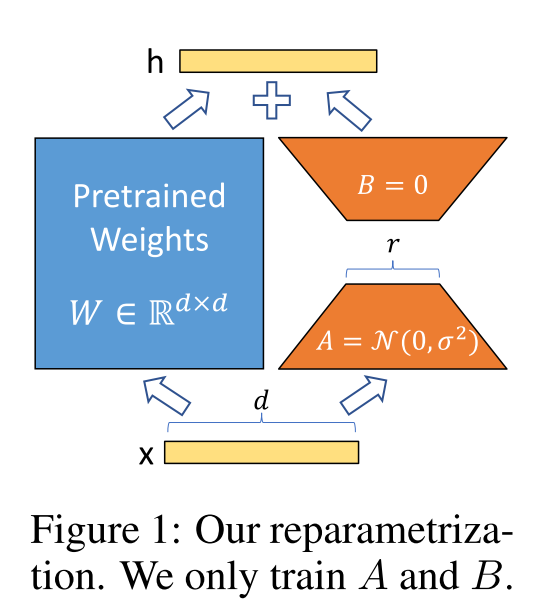 h
Pretrained
Weights
W ∈ ℝ^{d×d}
B = 0
r
A = 𝒩(0, σ²)
d
x
Figure 1: Our reparametriza-
tion. We only train A and B.